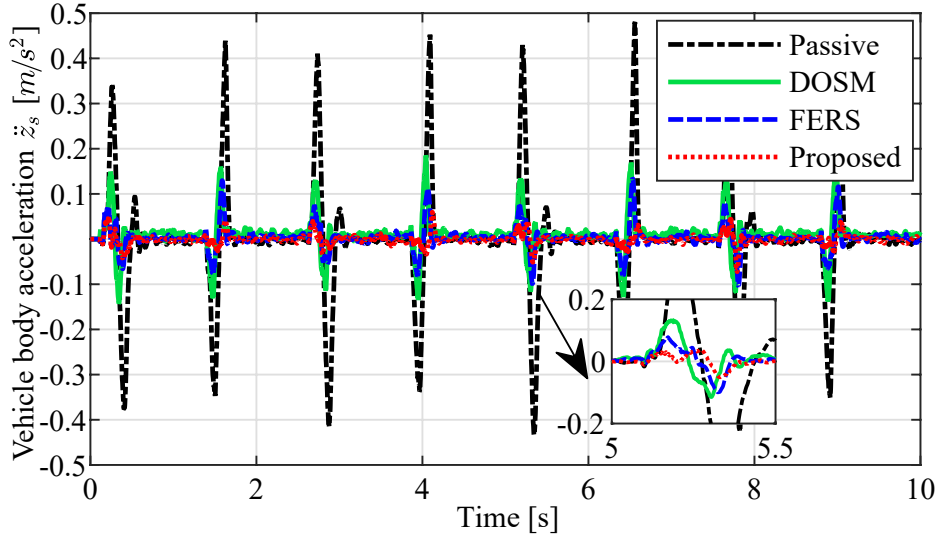 Vehicle body acceleration z̈ₛ [m/s²]
0.5
0.4
0.3
0.2
0.1
0
-0.1
-0.2
-0.3
-0.4
-0.5
Passive
DOSM
FERS
Proposed
0.2
0
-0.2
5 5.5
0 2 4 6 8 10
Time [s]